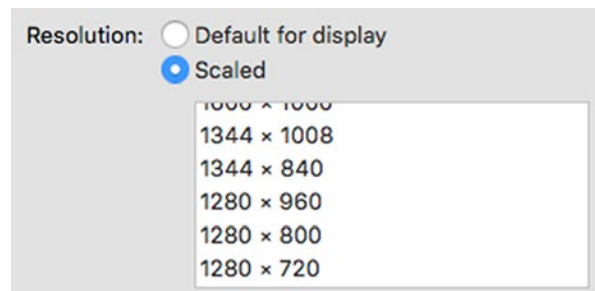 Resolution: Default for display
Scaled
1344 × 1008
1344 × 840
1280 × 960
1280 × 800
1280 × 720